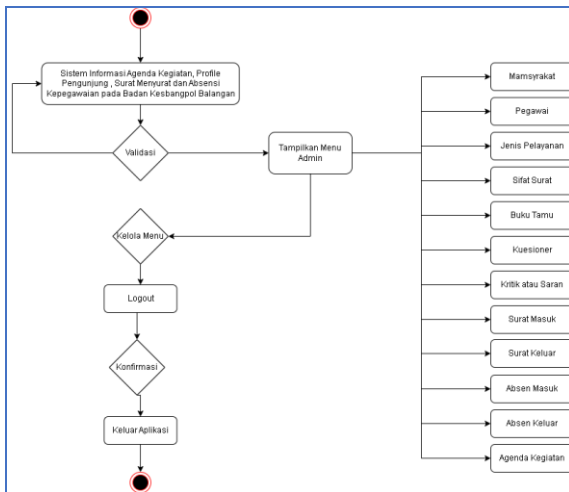 Sistem Informasi Agenda Kegiatan, Profile
Pengunjung , Surat Menyurat dan Absensi
Kepegawaian pada Badan Kesbangpol Balangan
Validasi
Tampilkan Menu
Admin
Kelola Menu
Logout
Konfirmasi
Keluar Aplikasi
Mamsyrakat
Pegawai
Jenis Pelayanan
Sifat Surat
Buku Tamu
Kuesioner
Kritik atau Saran
Surat Masuk
Surat Keluar
Absen Masuk
Absen Keluar
Agenda Kegiatan